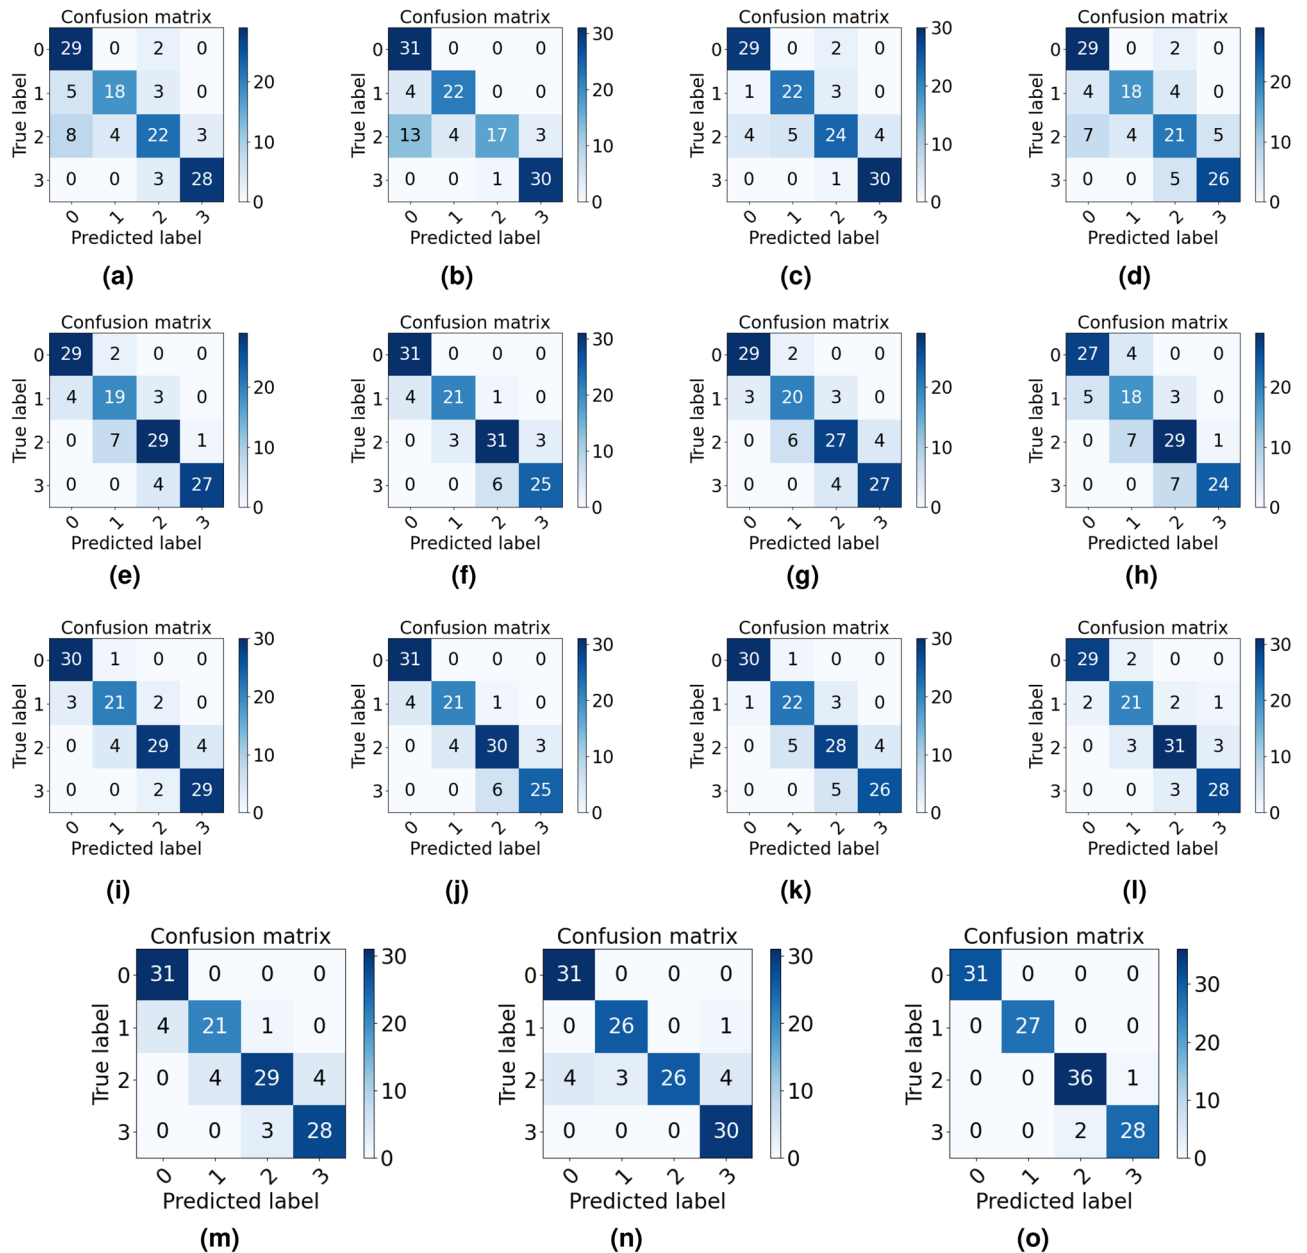 Confusion matrix Confusion matrix Confusion matrix Confusion matrix
True label True label True label True label
0 29 0 2 0 0 31 0 0 0 30 0 29 0 2 0 0 29 0 2 0
30
20 20 20
1 5 18 3 0 1 4 22 0 0 1 1 22 3 0 1 4 18 4 0
20
2 8 4 22 3 10 2 13 4 17 3 10 2 4 5 24 4 10 2 7 4 21 5 10
3 0 0 3 28 0 3 0 0 1 30 0 3 0 0 1 30 0 3 0 0 5 26 0
0 1 2 3 0 1 2 3 0 1 2 3 0 1 2 3
Predicted label Predicted label Predicted label Predicted label
(a) (b) (c) (d)
Confusion matrix Confusion matrix Confusion matrix Confusion matrix
True label True label True label True label
0 29 2 0 0 0 31 0 0 0 30 0 29 2 0 0 0 27 4 0 0
20 20 20 20
1 4 19 3 0 1 4 21 1 0 1 3 20 3 0 1 5 18 3 0
2 0 7 29 1 10 2 0 3 31 3 10 2 0 6 27 4 10 2 0 7 29 1 10
3 0 0 4 27 0 3 0 0 6 25 0 3 0 0 4 27 0 3 0 0 7 24 0
0 1 2 3 0 1 2 3 0 1 2 3 0 1 2 3
Predicted label Predicted label Predicted label Predicted label
(e) (f) (g) (h)
Confusion matrix Confusion matrix Confusion matrix Confusion matrix
True label True label True label True label
30 30 30 30
0 30 1 0 0 0 31 0 0 0 0 30 1 0 0 0 29 2 0 0
1 3 21 2 0 20 1 4 21 1 0 20 1 1 22 3 0 20 1 2 21 2 1 20
2 0 4 29 4 10 2 0 4 30 3 10 2 0 5 28 4 10 2 0 3 31 3 10
3 0 0 2 29 0 3 0 0 6 25 0 3 0 0 5 26 0 3 0 0 3 28 0
0 1 2 3 0 1 2 3 0 1 2 3 0 1 2 3
Predicted label Predicted label Predicted label Predicted label
(i) (j) (k) (l)
Confusion matrix Confusion matrix Confusion matrix
True label True label True label
0 31 0 0 0 30 0 31 0 0 0 30 0 31 0 0 0 30
1 4 21 1 0 20 1 0 26 0 1 20 1 0 27 0 0 20
2 0 4 29 4 10 2 4 3 26 4 10 2 0 0 36 1 10
3 0 0 3 28 0 3 0 0 0 30 0 3 0 0 2 28 0
0 1 2 3 0 1 2 3 0 1 2 3
Predicted label Predicted label Predicted label
(m) (n) (o)